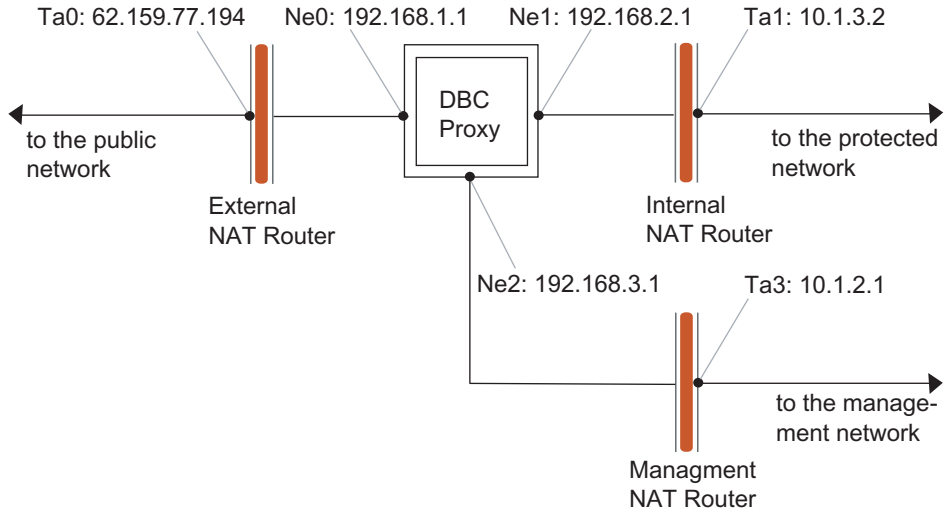 Ta0: 62.159.77.194
Ne0: 192.168.1.1
Ne1: 192.168.2.1
Ta1: 10.1.3.2
DBC
Proxy
to the public
network
to the protected
network
External
NAT Router
Internal
NAT Router
Ne2: 192.168.3.1
Ta3: 10.1.2.1
to the manage-
ment network
Managment
NAT Router